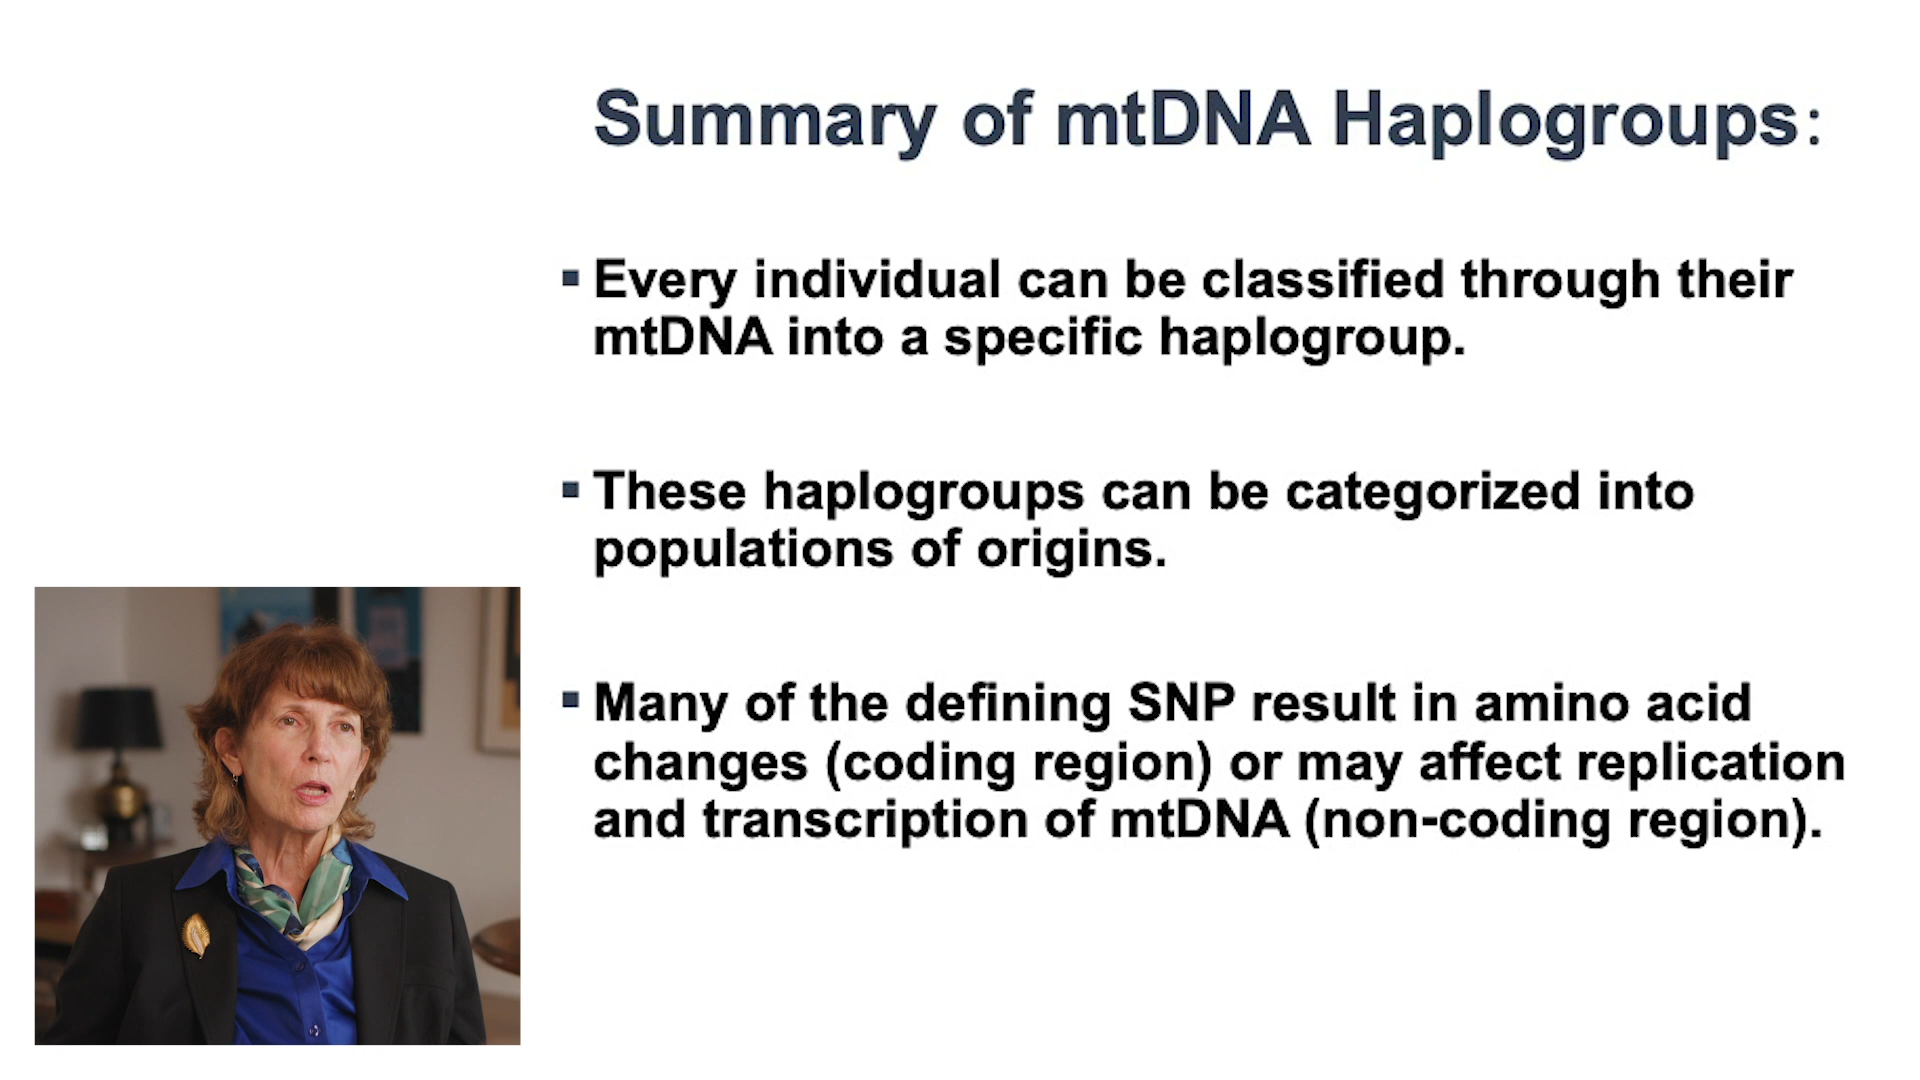 Summary of mtDNA Haplogroups:
▪ Every individual can be classified through their
mtDNA into a specific haplogroup.
▪ These haplogroups can be categorized into
populations of origins.
▪ Many of the defining SNP result in amino acid
changes (coding region) or may affect replication
and transcription of mtDNA (non-coding region).